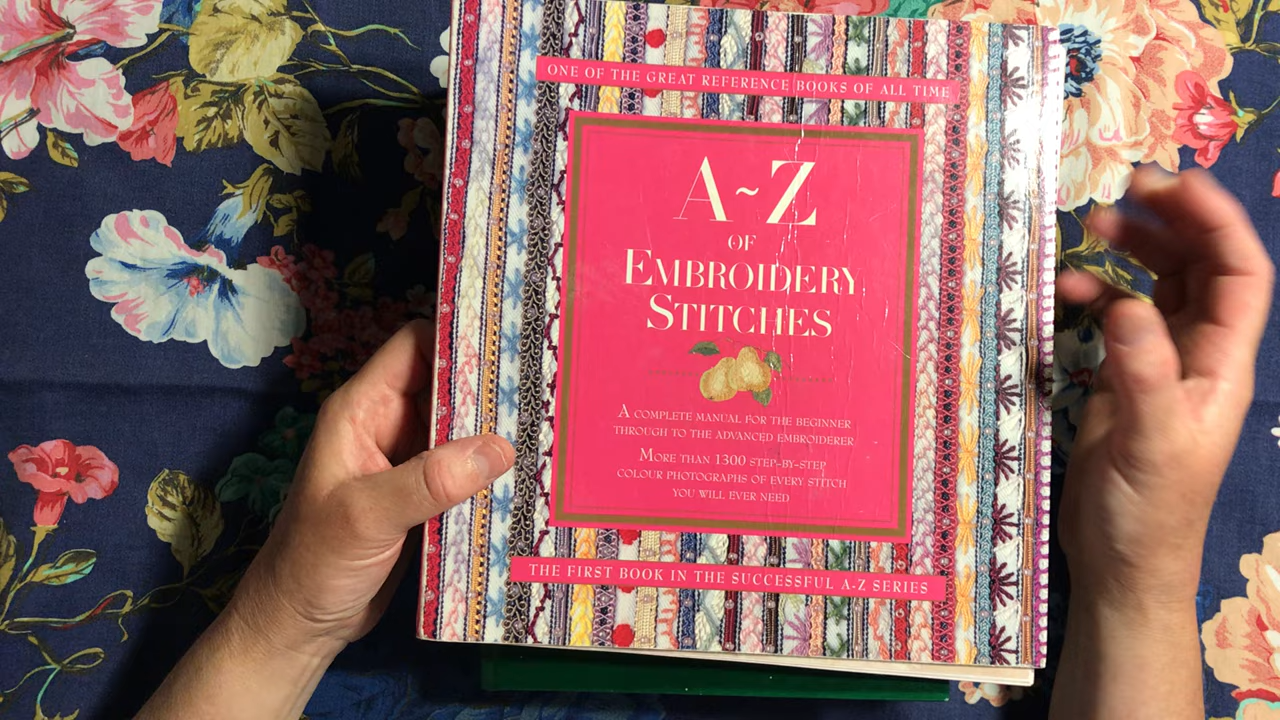 ONE OF THE GREAT REFERENCE BOOKS OF ALL TIME
A~Z
OF
EMBROIDERY
STITCHES
A COMPLETE MANUAL FOR THE BEGINNER
THROUGH TO THE ADVANCED EMBROIDERER
MORE THAN 1300 STEP-BY-STEP
COLOUR PHOTOGRAPHS OF EVERY STITCH
YOU WILL EVER NEED
THE FIRST BOOK IN THE SUCCESSFUL A-Z SERIES